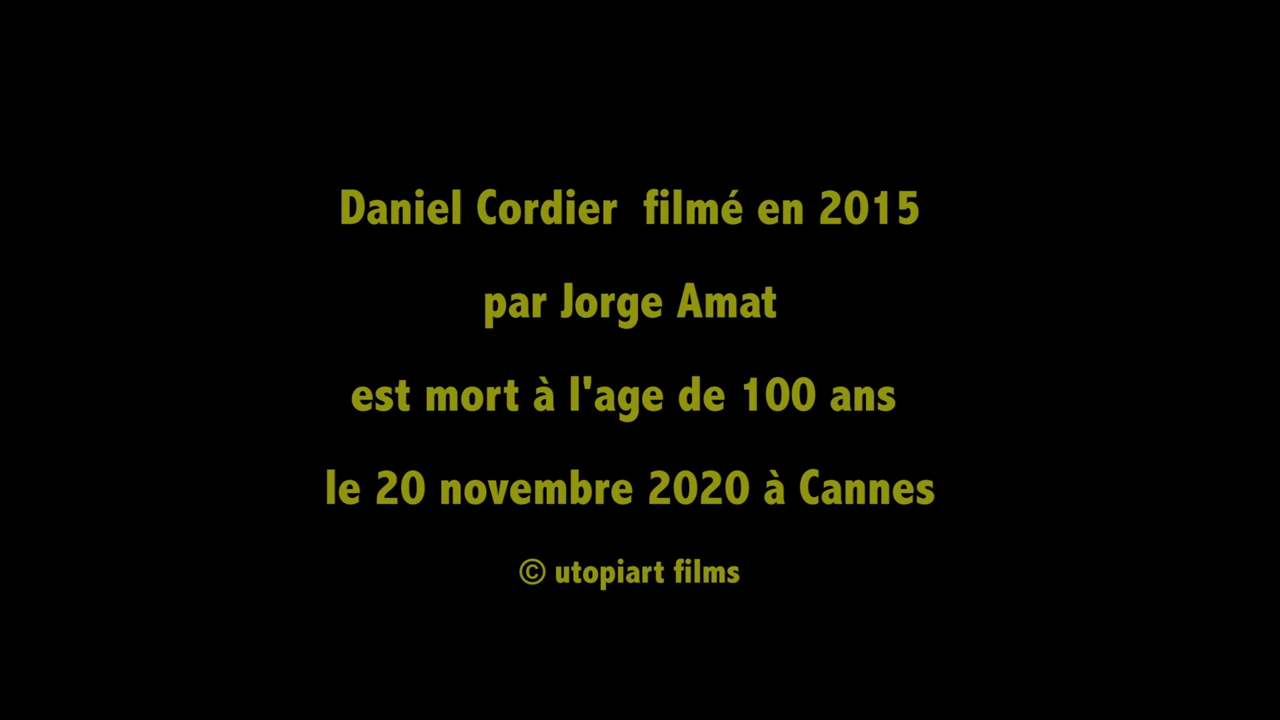 Daniel Cordier filmé en 2015
par Jorge Amat
est mort à l'age de 100 ans
le 20 novembre 2020 à Cannes
© utopiart films